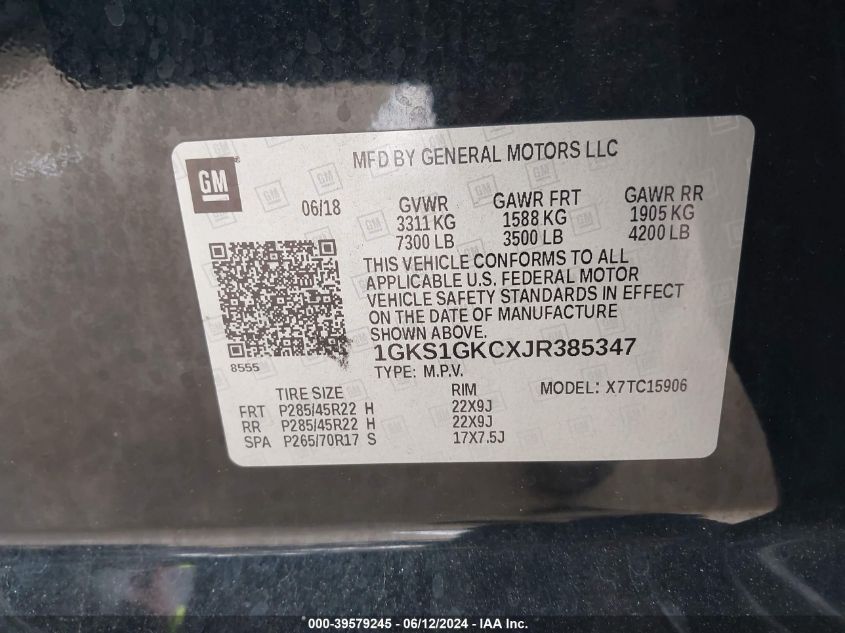 MFD BY GENERAL MOTORS LLC
GM
06/18
GVWR GAWR FRT GAWR RR
3311 KG 1588 KG 1905 KG
7300 LB 3500 LB 4200 LB
THIS VEHICLE CONFORMS TO ALL
APPLICABLE U.S. FEDERAL MOTOR
VEHICLE SAFETY STANDARDS IN EFFECT
ON THE DATE OF MANUFACTURE
SHOWN ABOVE.
8555
1GKS1GKCXJR385347
TYPE: M.P.V.
MODEL: X7TC15906
TIRE SIZE RIM
FRT P285/45R22 H 22X9J
RR P285/45R22 H 22X9J
SPA P265/70R17 S 17X7.5J
000-39579245 - 06/12/2024 - IAA Inc.